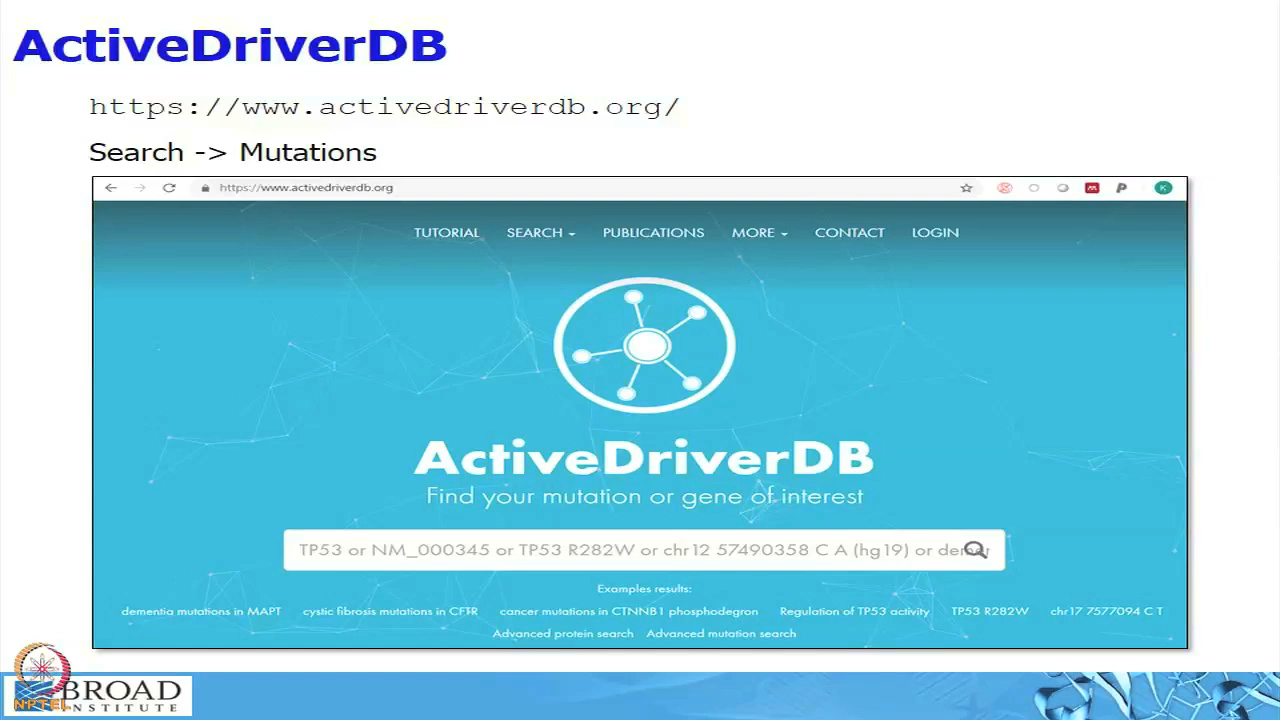 ActiveDriverDB
https://www.activedriverdb.org/
Search -> Mutations
https://www.activedriverdb.org
K
TUTORIAL SEARCH PUBLICATIONS MORE CONTACT LOGIN
ActiveDriverDB
Find your mutation or gene of interest
TP53 or NM_000345 or TP53 R282W or chr12 57490358 C A (hg19) or
Examples results:
dementia mutations in MAPT cystic fibrosis mutations in CFTR cancer mutations in CTNNB1 phosphodegron Regulation of TP53 activity TP53 R282W chr17 7577094 C T
Advanced protein search Advanced mutation search
BROAD
INSTITUTE
NPTEL